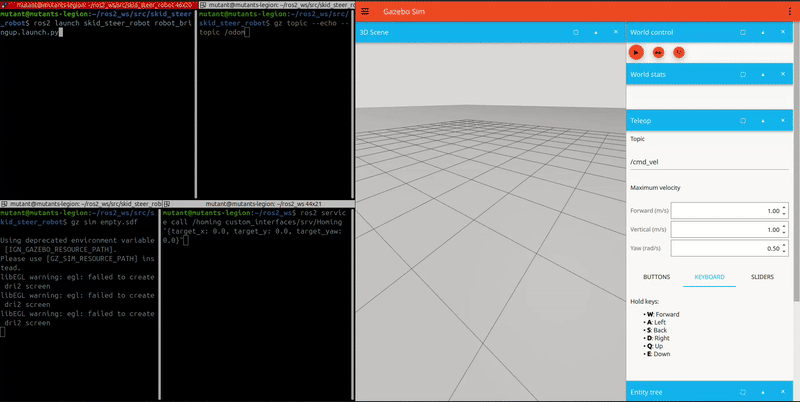 mutant@mutants-legion: ~/ros2_ws/src/skid_steer_robot 46x20
mutant@mutants-legion:~/ros2_ws/src/skid_steer
_robot$ ros2 launch skid_steer_robot robot_bri
ngup.launch.py
mutant@mutants-legion: ~/ros2_ws/src/
mutant@mutants-legion:~/ros2_ws/src/
skid_steer_robot$ gz topic --echo --
topic /odom
mutant@mutants-legion: ~/ros2_ws/src/skid_steer_robot
mutant@mutants-legion:~/ros2_ws/src/s
kid_steer_robot$ gz sim empty.sdf
Using deprecated environment variable
[IGN_GAZEBO_RESOURCE_PATH].
Please use [GZ_SIM_RESOURCE_PATH] ins
tead.
libEGL warning: egl: failed to create
dri2 screen
libEGL warning: egl: failed to create
dri2 screen
libEGL warning: egl: failed to create
dri2 screen
mutant@mutants-legion: ~/ros2_ws 44x21
mutant@mutants-legion:~/ros2_ws$ ros2 servic
e call /homing custom_interfaces/srv/Homing
"{target_x: 0.0, target_y: 0.0, target_yaw:
0.0}"
Gazebo Sim
3D Scene
World control
World stats
Teleop
Topic
/cmd_vel
Maximum velocity
Forward (m/s) 1.00
Vertical (m/s) 1.00
Yaw (rad/s) 0.50
BUTTONS KEYBOARD SLIDERS
Hold keys:
• W: Forward
• A: Left
• S: Back
• D: Right
• Q: Up
• E: Down
Entity tree